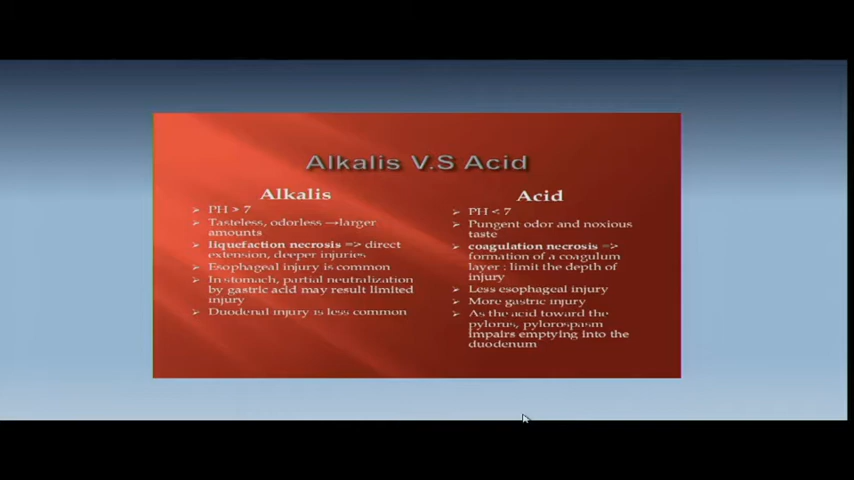 Alkalis V.S Acid
Alkalis
PH > 7
Tasteless, odorless →larger
amounts
liquefaction necrosis => direct
extension, deeper injuries
Esophageal injury is common
In stomach, partial neutralization
by gastric acid may result limited
injury
Duodenal injury is less common
Acid
PH < 7
Pungent odor and noxious
taste
coagulation necrosis =>
formation of a coagulum
layer : limit the depth of
injury
Less esophageal injury
More gastric injury
As the acid toward the
pylorus, pylorospasm
impairs emptying into the
duodenum